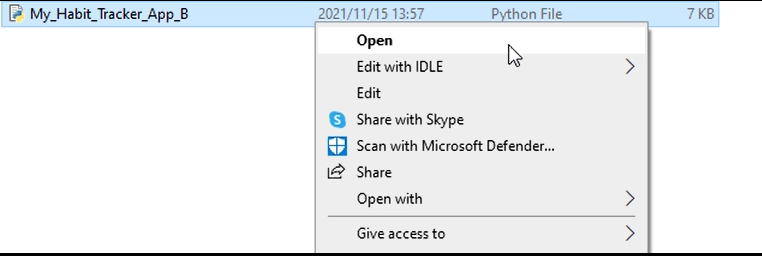 My_Habit_Tracker_App_B 2021/11/15 13:57 Python File 7 KB
Open
Edit with IDLE
Edit
Share with Skype
Scan with Microsoft Defender...
Share
Open with
Give access to